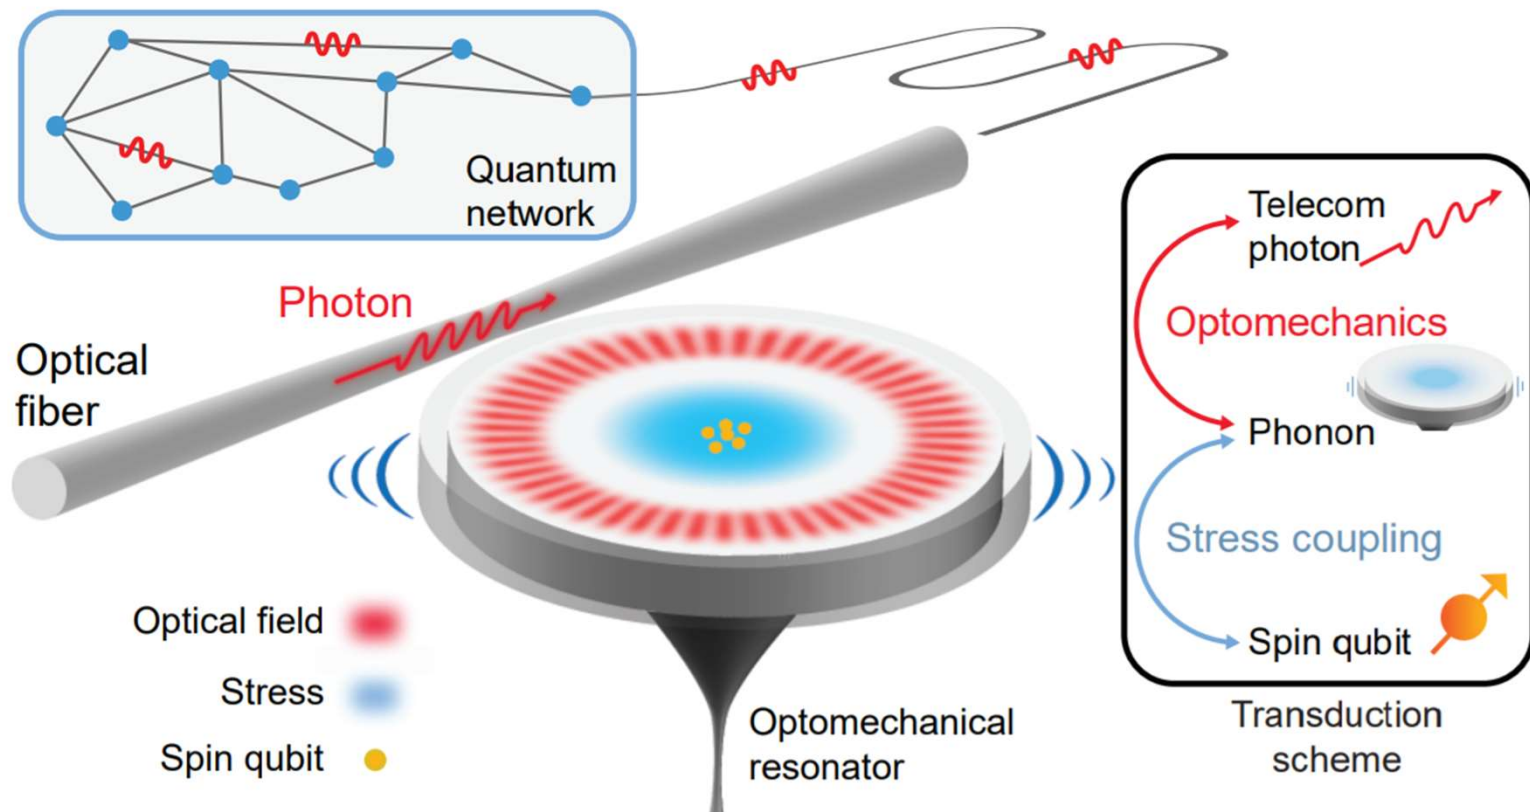 Quantum
network
Photon
Optical
fiber
Optical field
Stress
Spin qubit
Optomechanical
resonator
Telecom
photon
Optomechanics
Phonon
Stress coupling
Spin qubit
Transduction
scheme